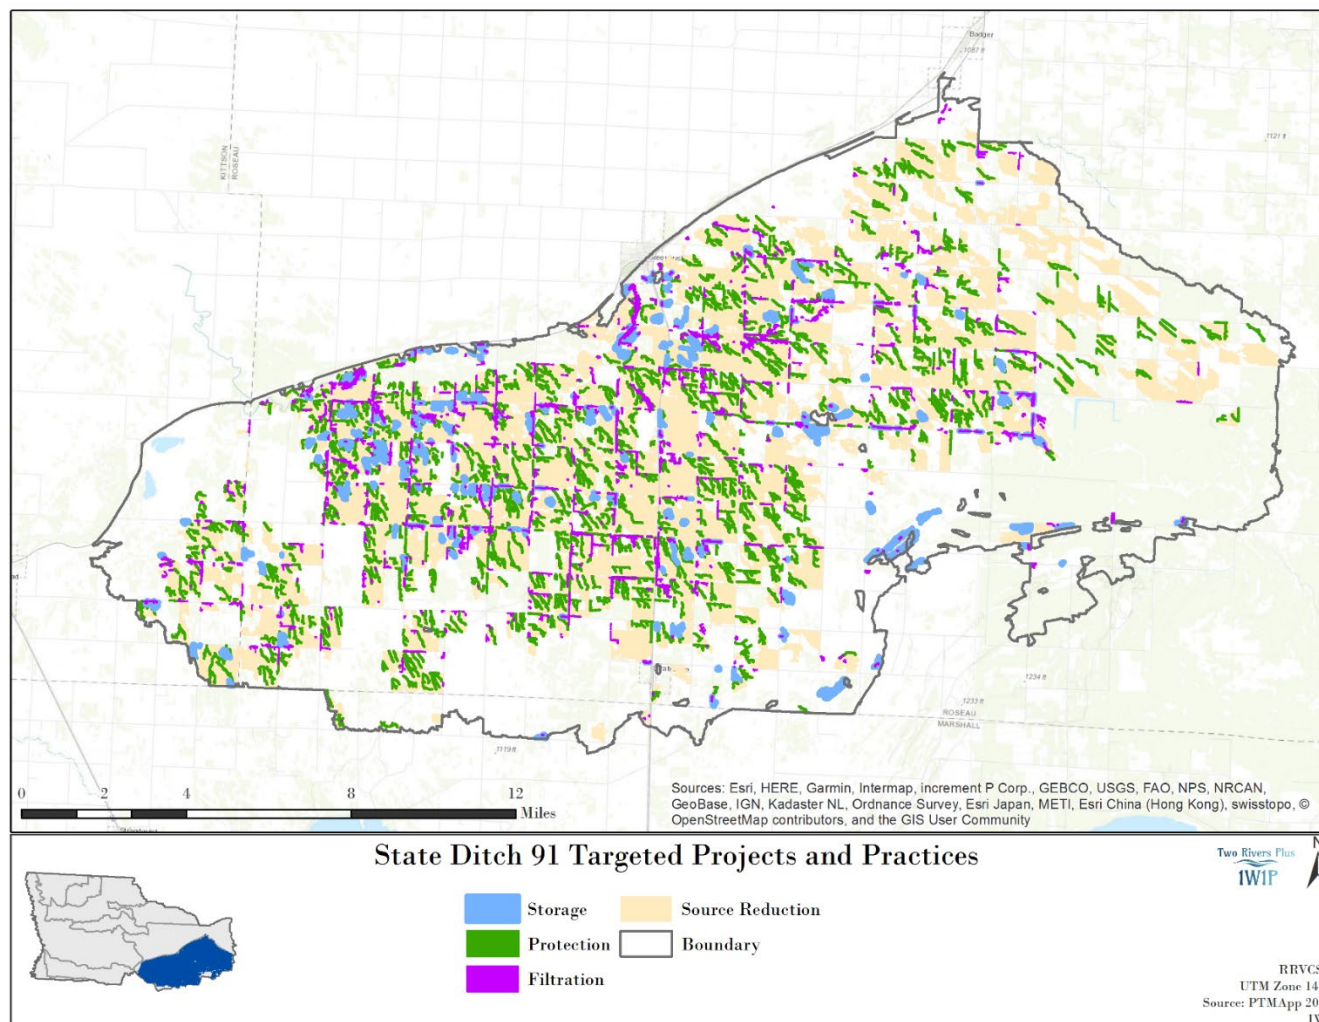 Badger
1087 ft
1121 ft
KITTSON
ROSEAU
1234 ft
1233 ft
ROSEAU
MARSHALL
1119 ft
0 4 8 12
Miles
Sources: Esri, HERE, Garmin, Intermap, increment P Corp., GEBCO, USGS, FAO, NPS, NRCAN,
GeoBase, IGN, Kadaster NL, Ordnance Survey, Esri Japan, METI, Esri China (Hong Kong), swisstopo, ©
OpenStreetMap contributors, and the GIS User Community
State Ditch 91 Targeted Projects and Practices
Two Rivers Plus
1W1P
N
Storage
Source Reduction
Protection
Boundary
Filtration
RRVCS
UTM Zone 14
Source: PTMApp 20